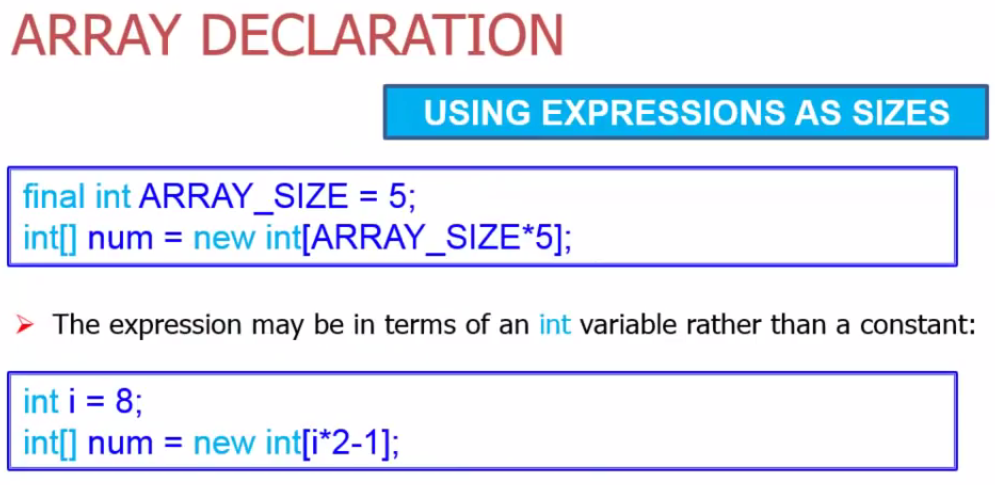 ARRAY DECLARATION
USING EXPRESSIONS AS SIZES
final int ARRAY_SIZE = 5;
int[] num = new int[ARRAY_SIZE*5];
➢ The expression may be in terms of an int variable rather than a constant:
int i = 8;
int[] num = new int[i*2-1];